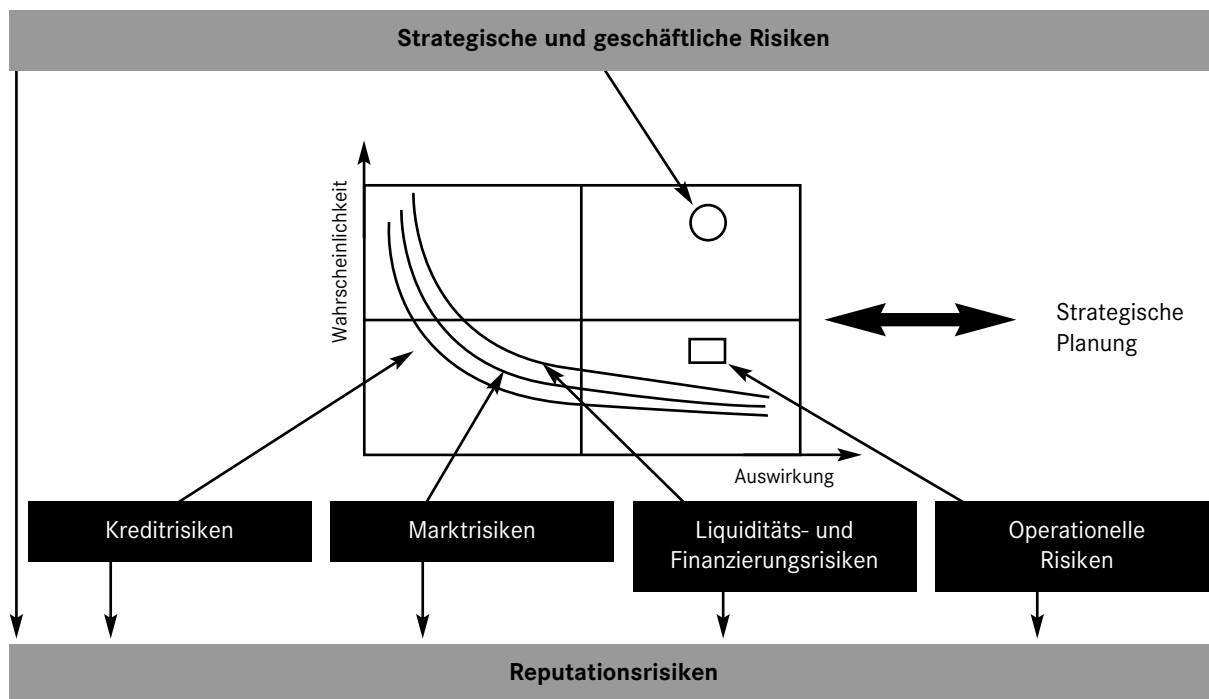 Strategische und geschäftliche Risiken
Wahrscheinlichkeit
Strategische
Planung
Auswirkung
Kreditrisiken
Marktrisiken
Liquiditäts- und
Finanzierungsrisiken
Operationelle
Risiken
Reputationsrisiken